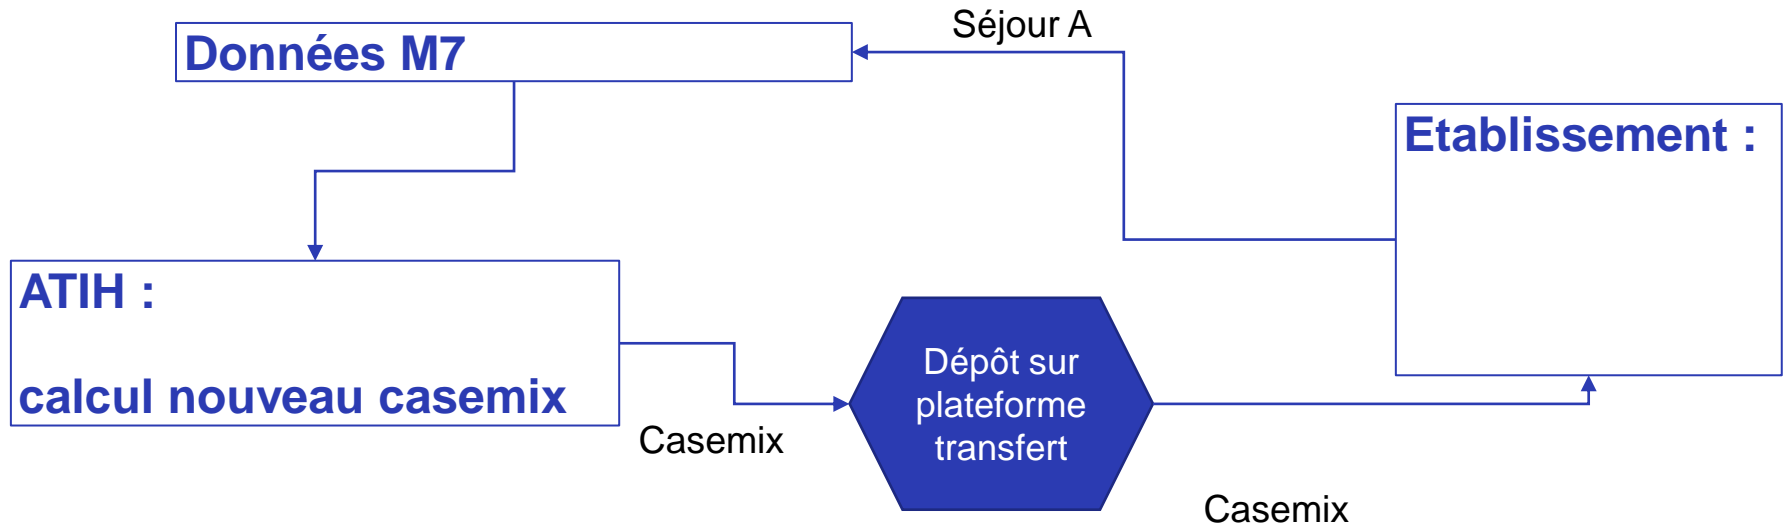 Séjour A
Données M7
Etablissement :
ATIH :
calcul nouveau casemix
Dépôt sur
plateforme
transfert
Casemix
Casemix